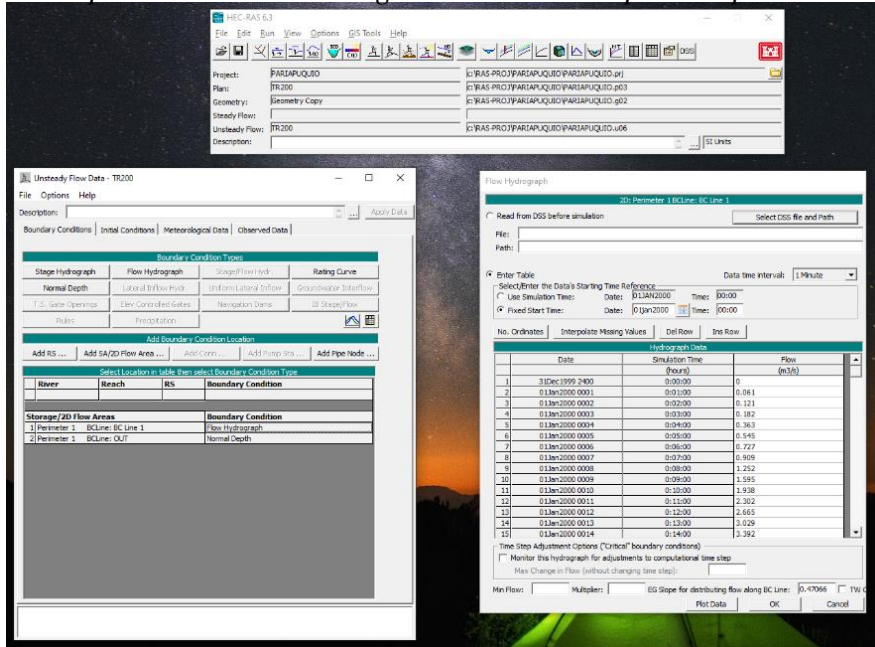 HEC-RAS 6.3
File Edit Run View Options GIS Tools Help
DSS
Project: PARIAPUQUIO c:\RAS-PROJ\PARIAPUQUIO\PARIAPUQUIO.prj
Plan: TR200 c:\RAS-PROJ\PARIAPUQUIO\PARIAPUQUIO.p03
Geometry: Geometry Copy c:\RAS-PROJ\PARIAPUQUIO\PARIAPUQUIO.g02
Steady Flow:
Unsteady Flow: TR200 c:\RAS-PROJ\PARIAPUQUIO\PARIAPUQUIO.u06
Description: ... SI Units
Unsteady Flow Data - TR200
File Options Help
Description: ... Apply Data
Boundary Conditions Initial Conditions Meteorological Data Observed Data
Boundary Condition Types
Stage Hydrograph Flow Hydrograph Stage/Flow Hydr. Rating Curve
Normal Depth Lateral Inflow Hydr. Uniform Lateral Inflow Groundwater Interflow
T.S. Gate Openings Elev Controlled Gates Navigation Dams IB Stage/Flow
Rules Precipitation
Add Boundary Condition Location
Add RS ... Add SA/2D Flow Area ... Add Conn ... Add Pump Sta ... Add Pipe Node ...
Select Location in table then select Boundary Condition Type
River Reach RS Boundary Condition
Storage/2D Flow Areas Boundary Condition
1 Perimeter 1 BCLine: BC Line 1 Flow Hydrograph
2 Perimeter 1 BCLine: OUT Normal Depth
Flow Hydrograph
2D: Perimeter 1 BCLine: BC Line 1
Read from DSS before simulation Select DSS file and Path
File:
Path:
Enter Table Data time interval: 1 Minute
Select/Enter the Data's Starting Time Reference
Use Simulation Time: Date: 01JAN2000 Time: 00:00
Fixed Start Time: Date: 01Jan2000 Time: 00:00
No. Ordinates Interpolate Missing Values Del Row Ins Row
Hydrograph Data
Date Simulation Time Flow
(hours) (m3/s)
1 31Dec1999 2400 0:00:00 0
2 01Jan2000 0001 0:01:00 0.061
3 01Jan2000 0002 0:02:00 0.121
4 01Jan2000 0003 0:03:00 0.182
5 01Jan2000 0004 0:04:00 0.363
6 01Jan2000 0005 0:05:00 0.545
7 01Jan2000 0006 0:06:00 0.727
8 01Jan2000 0007 0:07:00 0.909
9 01Jan2000 0008 0:08:00 1.252
10 01Jan2000 0009 0:09:00 1.595
11 01Jan2000 0010 0:10:00 1.938
12 01Jan2000 0011 0:11:00 2.302
13 01Jan2000 0012 0:12:00 2.665
14 01Jan2000 0013 0:13:00 3.029
15 01Jan2000 0014 0:14:00 3.392
Time Step Adjustment Options ("Critical" boundary conditions)
Monitor this hydrograph for adjustments to computational time step
Max Change in Flow (without changing time step):
Min Flow: Multiplier: EG Slope for distributing flow along BC Line: 0.47066 TW
Plot Data OK Cancel